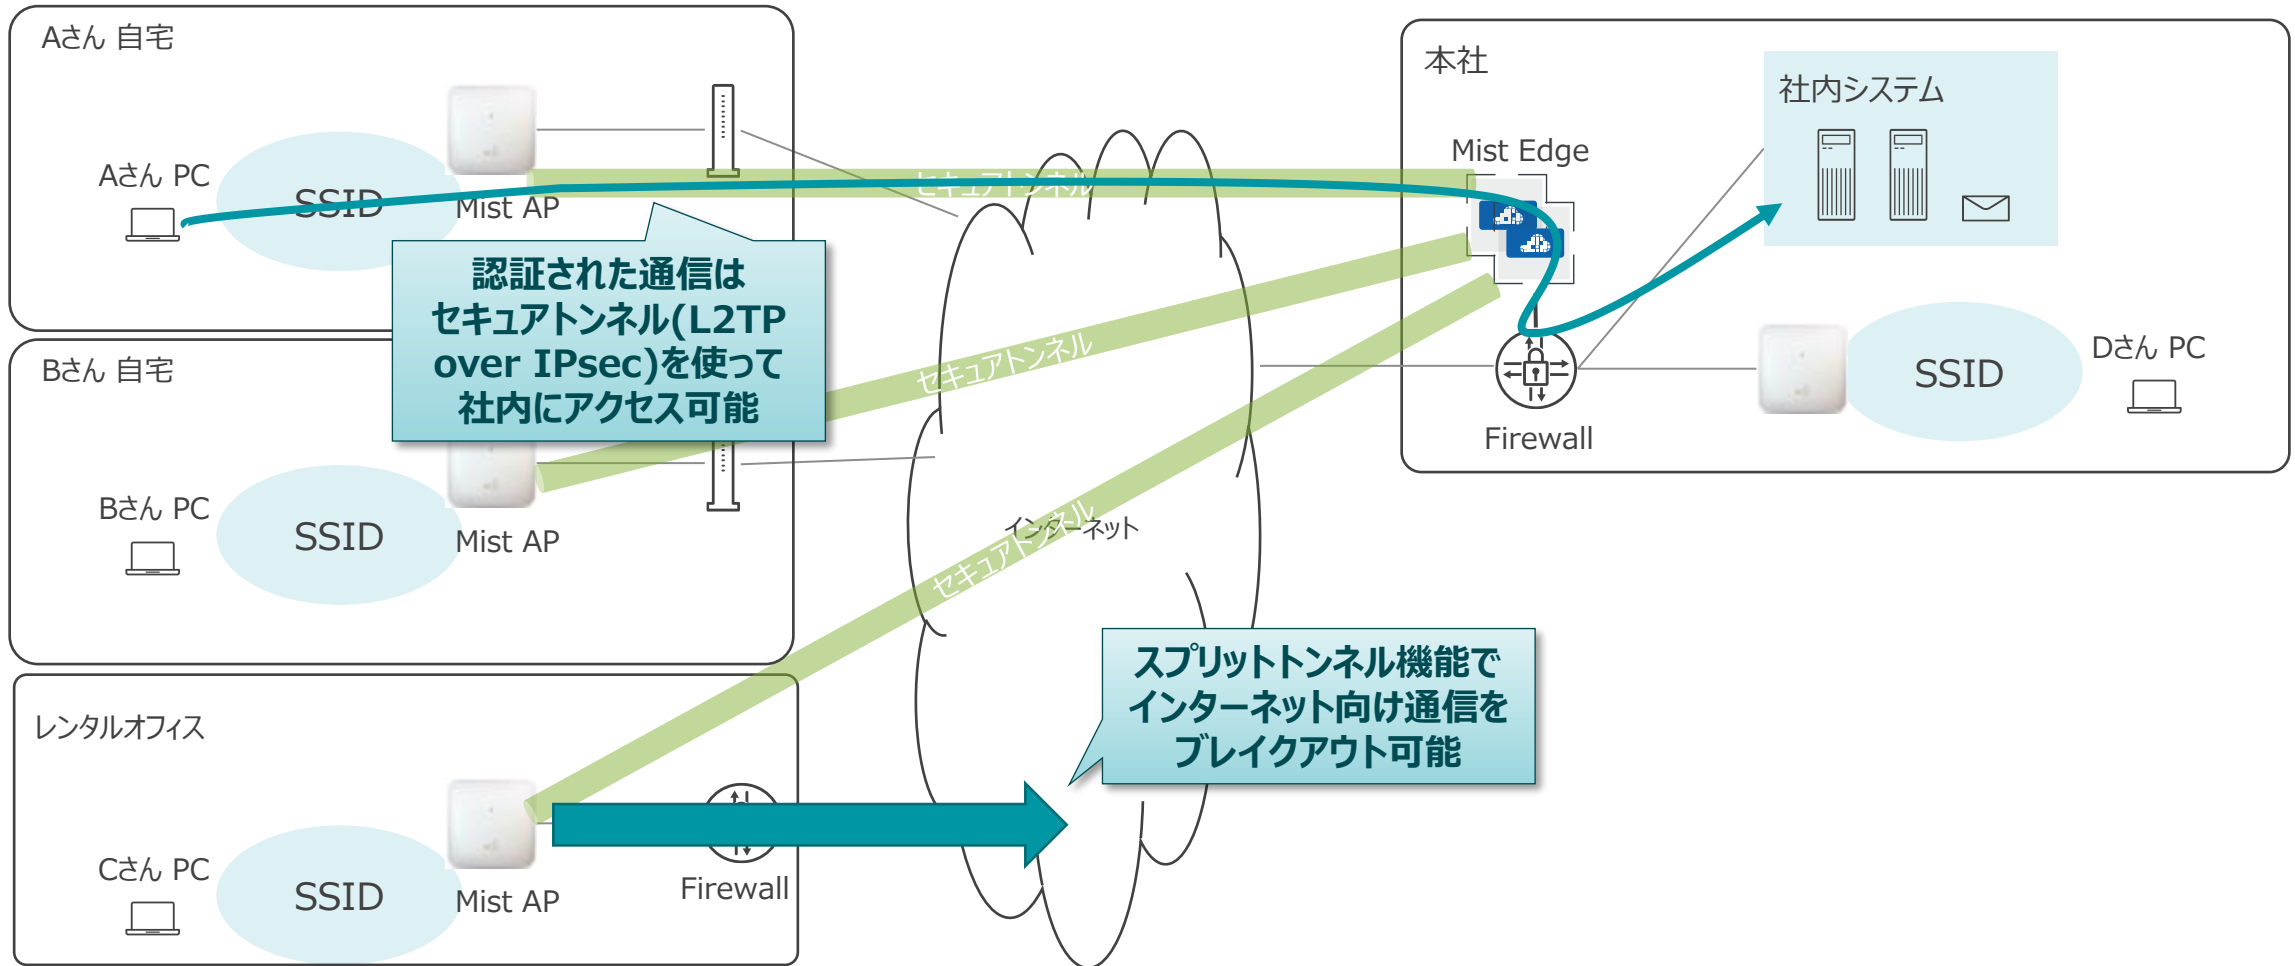 Aさん 自宅
Aさん PC
SSID
Mist AP
認証された通信は
セキュアトンネル(L2TP
over IPsec)を使って
社内にアクセス可能
Bさん 自宅
Bさん PC
SSID
Mist AP
レンタルオフィス
Cさん PC
SSID
Mist AP
Firewall
セキュアトンネル
セキュアトンネル
セキュアトンネル
インターネット
スプリットトンネル機能で
インターネット向け通信を
ブレイクアウト可能
本社
Mist Edge
社内システム
Firewall
SSID
Dさん PC